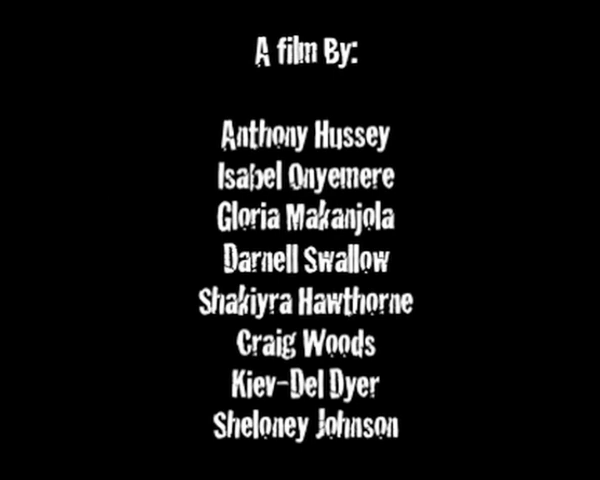 A film By:
Anthony Hussey
Isabel Onyemere
Gloria Makanjola
Darnell Swallow
Shakiyra Hawthorne
Craig Woods
Kiev-Del Dyer
Sheloney Johnson